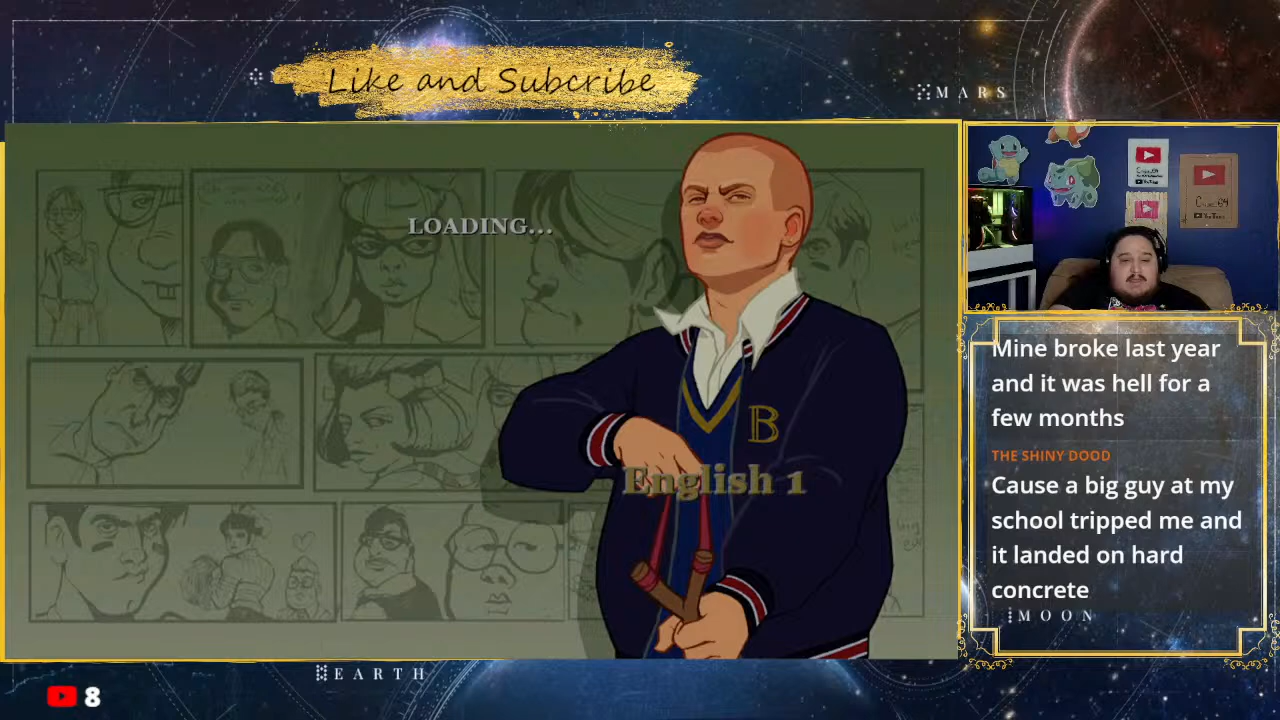 Like and Subcribe
MARS
LOADING...
English 1
B
Mine broke last year
and it was hell for a
few months
THE SHINY DOOD
Cause a big guy at my
school tripped me and
it landed on hard
concrete
MOON
EARTH
8